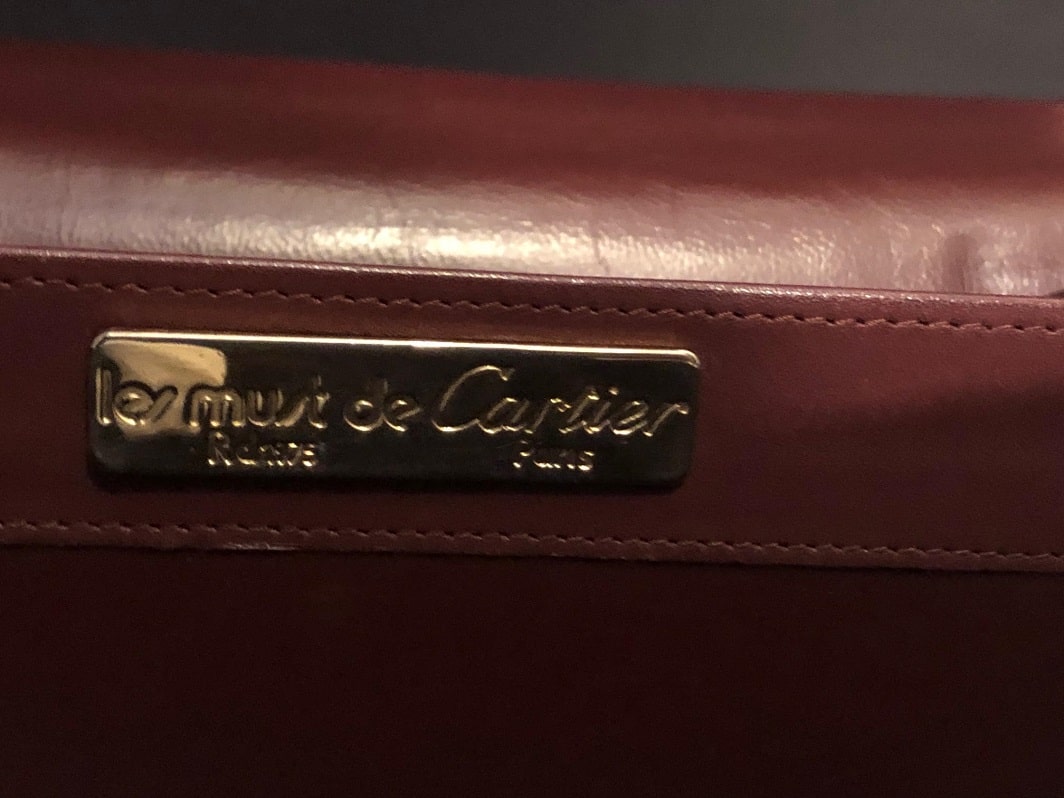 les must de Cartier
Paris